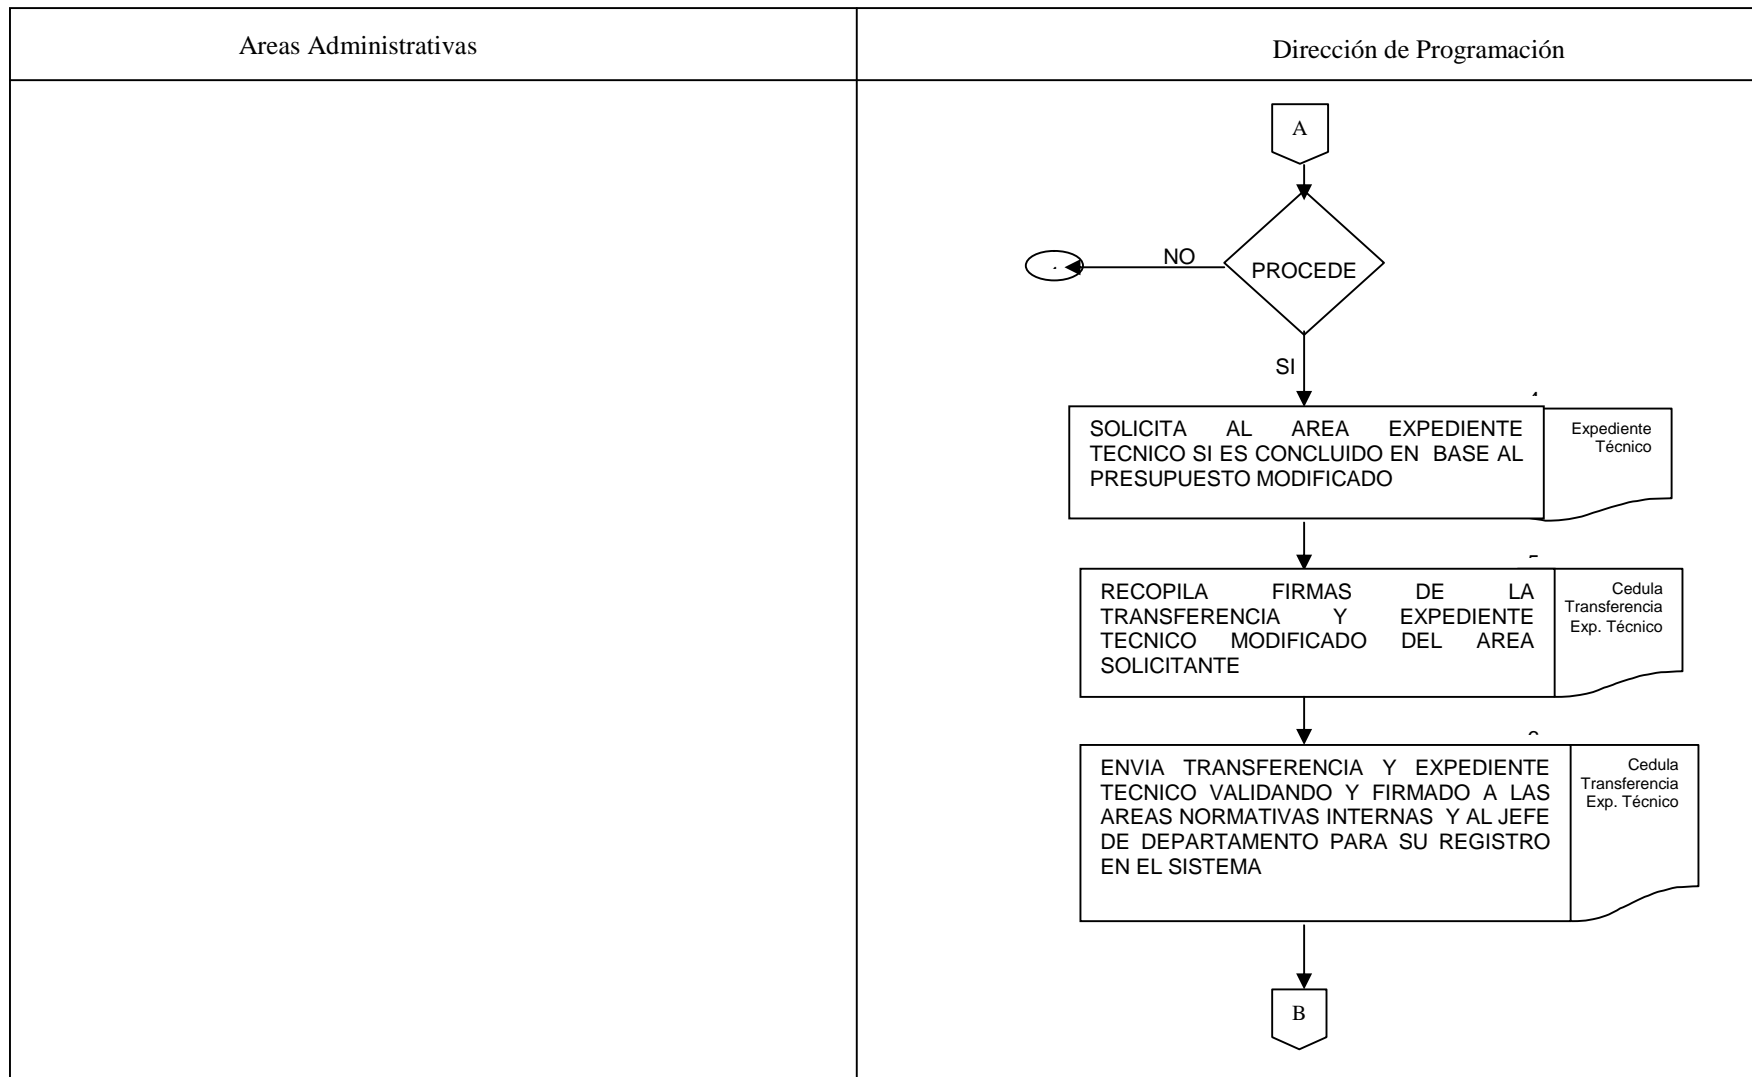 Areas Administrativas
Dirección de Programación
A
NO
PROCEDE
SI
SOLICITA AL AREA EXPEDIENTE
TECNICO SI ES CONCLUIDO EN BASE AL
PRESUPUESTO MODIFICADO
Expediente
Técnico
RECOPILA FIRMAS DE LA
TRANSFERENCIA Y EXPEDIENTE
TECNICO MODIFICADO DEL AREA
SOLICITANTE
Cedula
Transferencia
Exp. Técnico
ENVIA TRANSFERENCIA Y EXPEDIENTE
TECNICO VALIDANDO Y FIRMADO A LAS
AREAS NORMATIVAS INTERNAS Y AL JEFE
DE DEPARTAMENTO PARA SU REGISTRO
EN EL SISTEMA
Cedula
Transferencia
Exp. Técnico
B